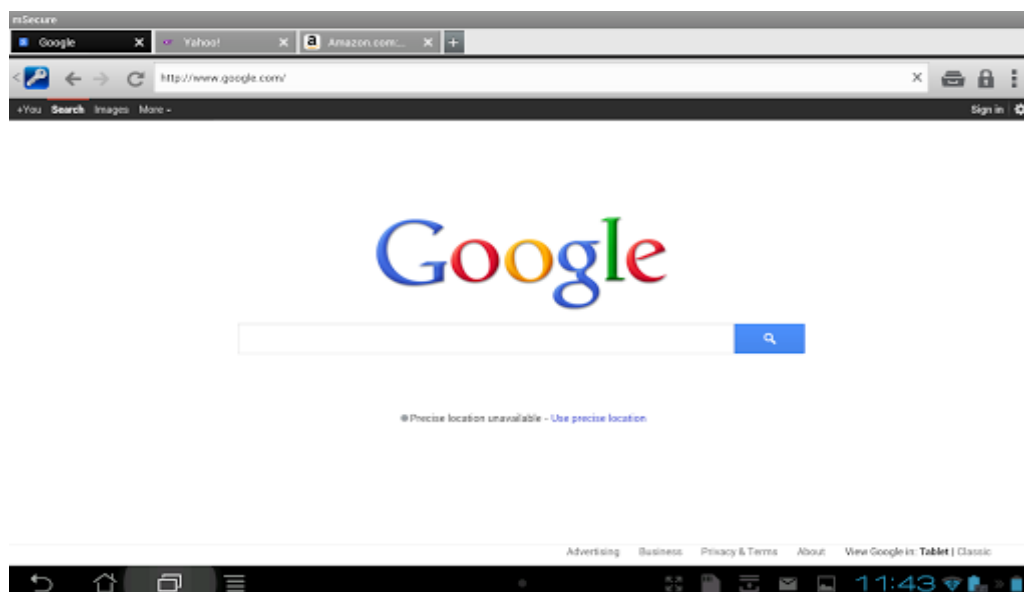 mSecure
Google Yahoo! Amazon.com:...
http://www.google.com/
+You Search Images More
Sign in
Google
Precise location unavailable - Use precise location
Advertising Business Privacy & Terms About View Google in: Tablet | Classic
11:43